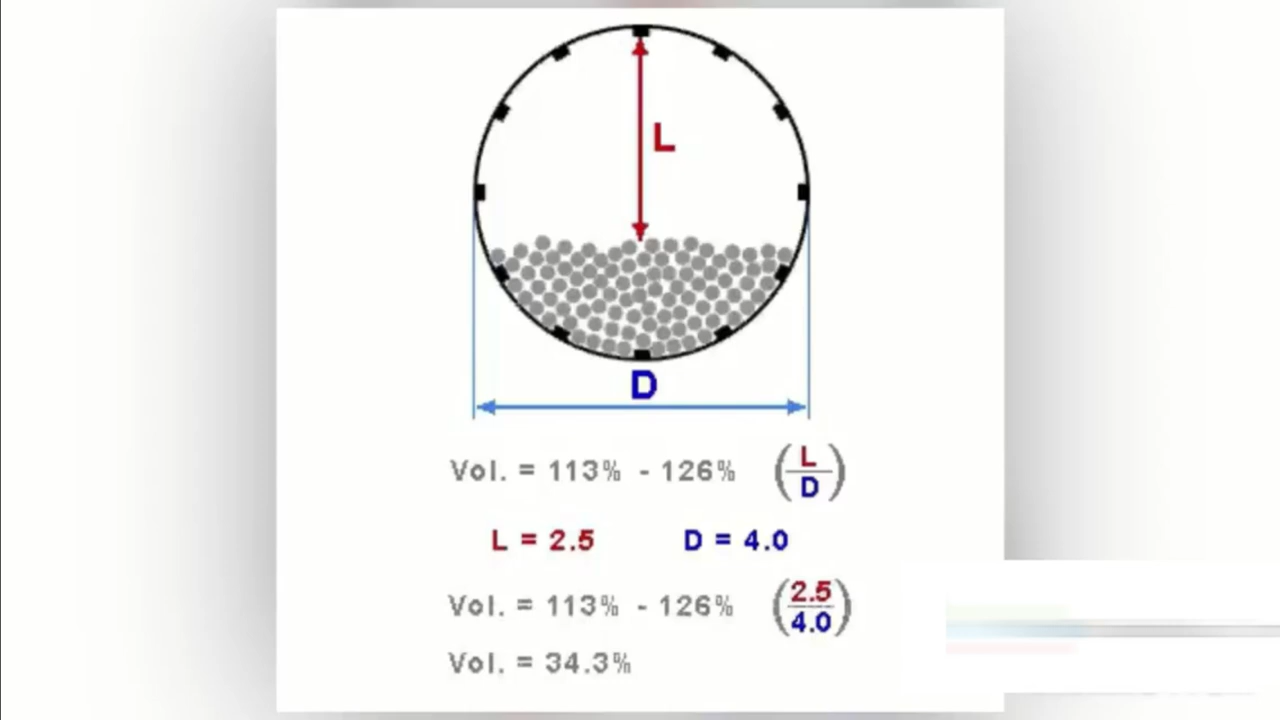 L
D
Vol. = 113% - 126% (L/D)
L = 2.5 D = 4.0
Vol. = 113% - 126% (2.5/4.0)
Vol. = 34.3%